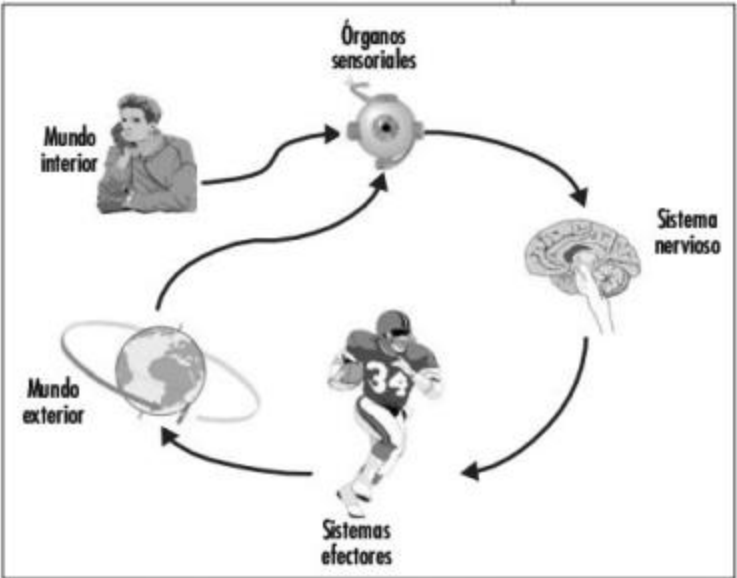 Órganos
sensoriales
Mundo
interior
Sistema
nervioso
34
Mundo
exterior
Sistemas
efectores